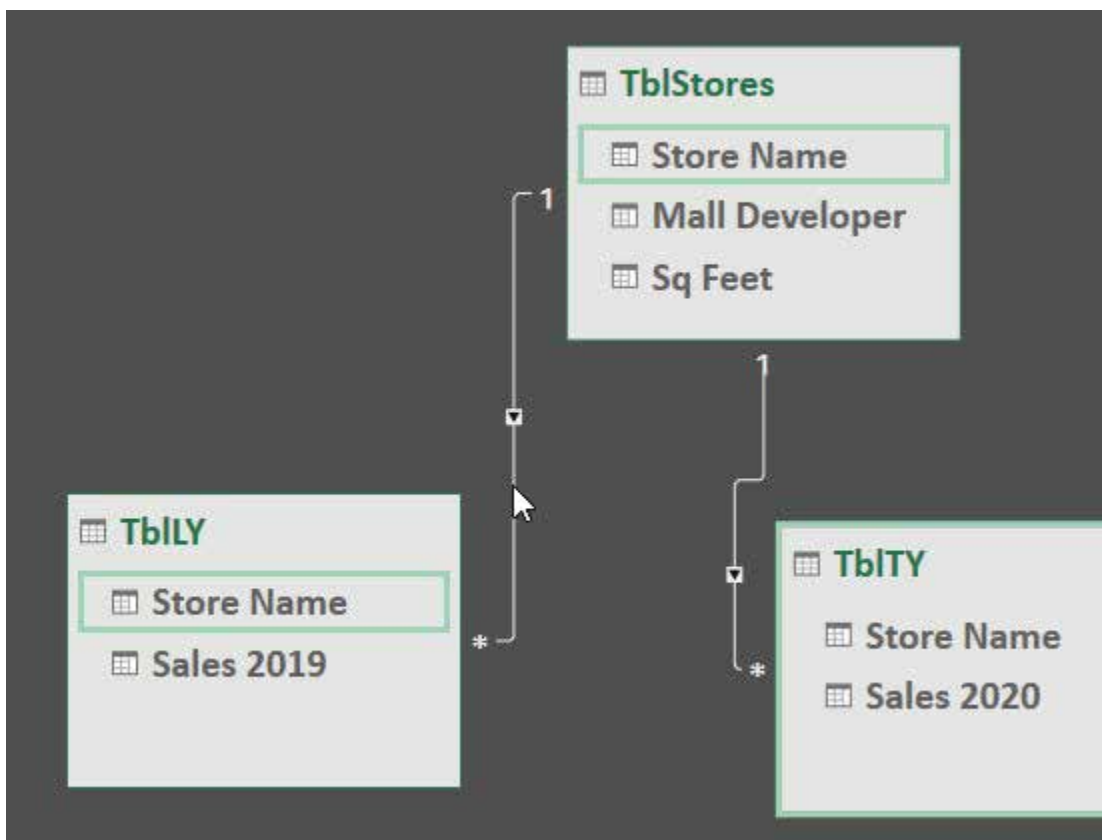 TblStores
Store Name
Mall Developer
Sq Feet
1
1
TblLY
Store Name
Sales 2019
*
TblTY
Store Name
Sales 2020
*